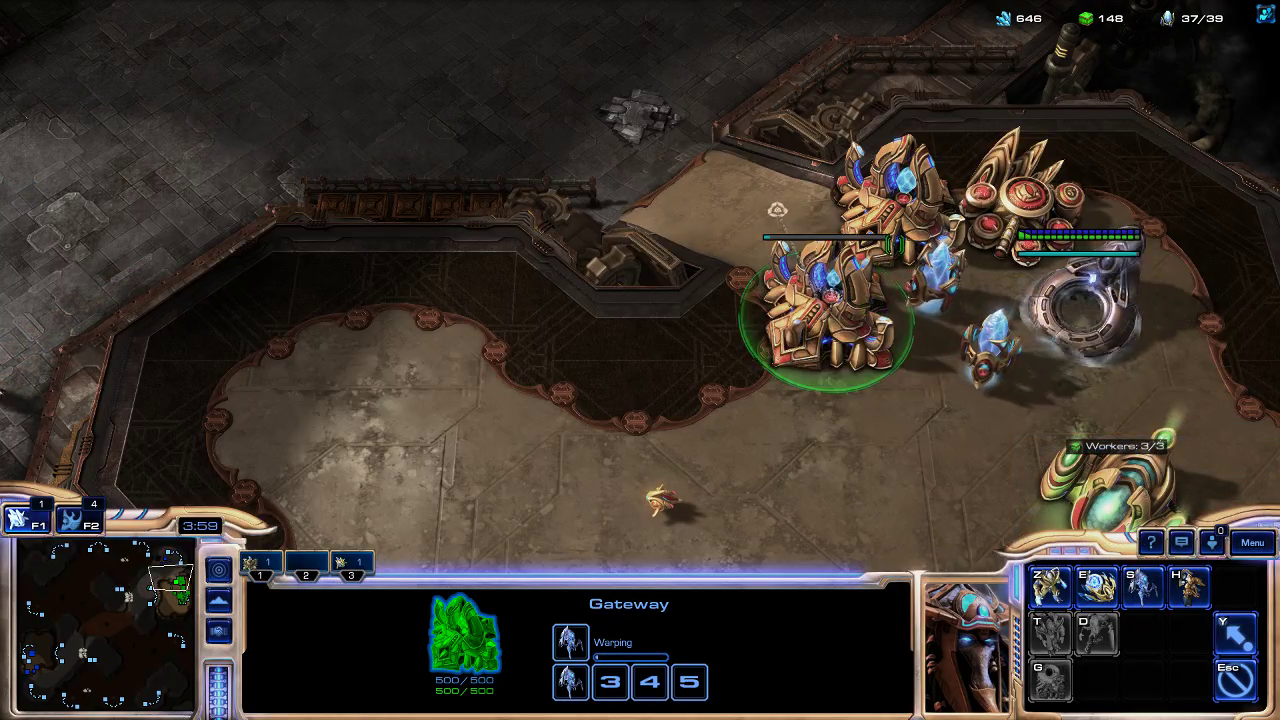 646 148 37/39
Workers: 3/3
1 4
F1 F2
3:59
0
? Menu
1 1
1 2 3
Gateway
Z E S H
Warping
T D Y
500/500
500/500
3 4 5
G Esc